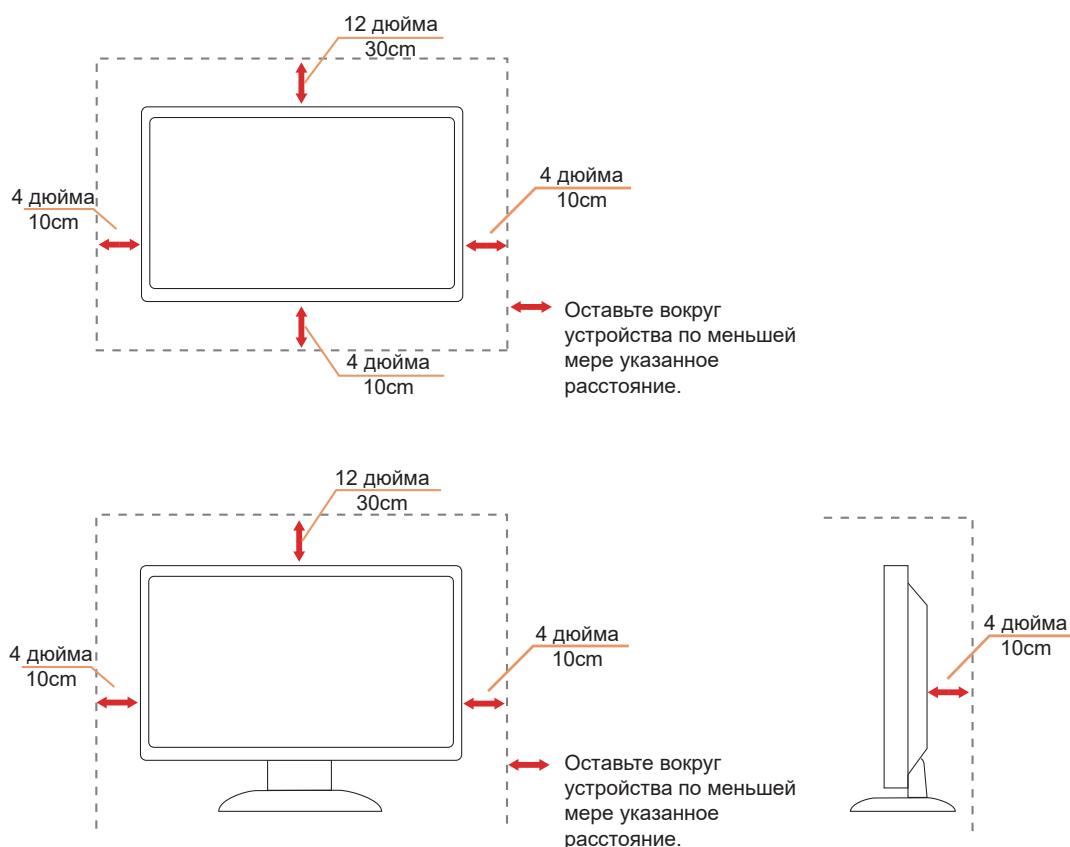 12 дюйма
30cm
4 дюйма
10cm
4 дюйма
10cm
Оставьте вокруг
устройства по меньшей
мере указанное
расстояние.
4 дюйма
10cm
12 дюйма
30cm
4 дюйма
10cm
4 дюйма
10cm
4 дюйма
10cm
Оставьте вокруг
устройства по меньшей
мере указанное
расстояние.